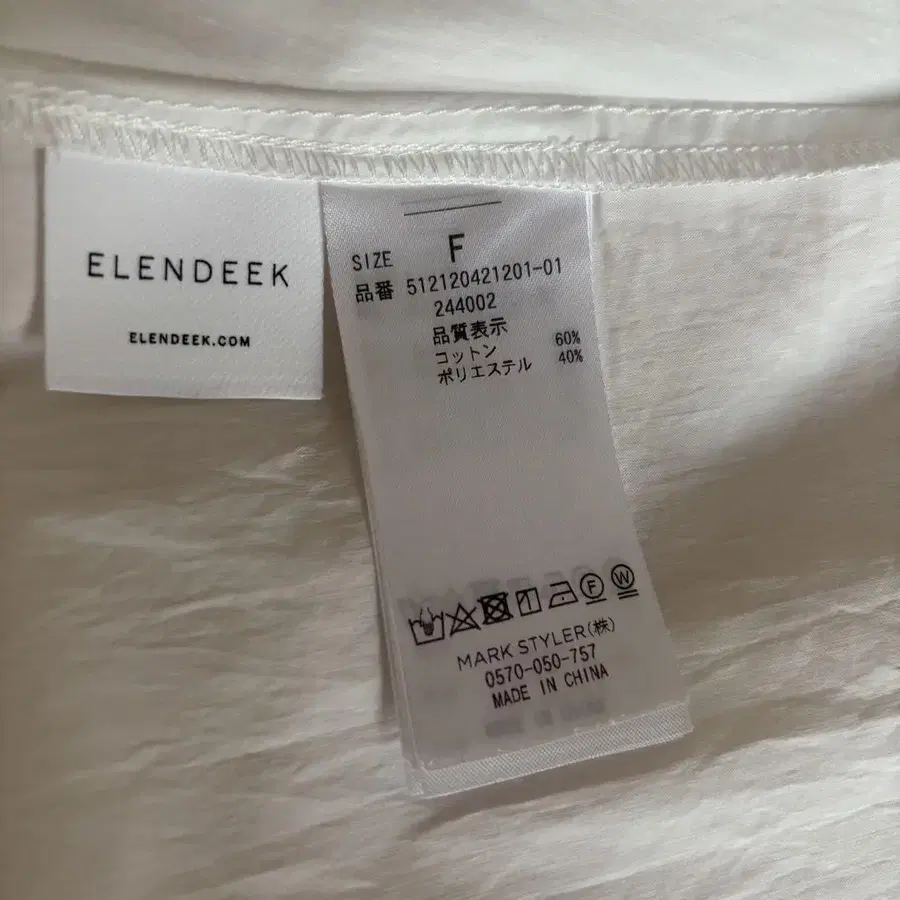 ELENDEEK
ELENDEEK.COM
SIZE F
品番 512120421201-01
244002
品質表示
コットン 60%
ポリエステル 40%
F W
MARK STYLER(株)
0570-050-757
MADE IN CHINA